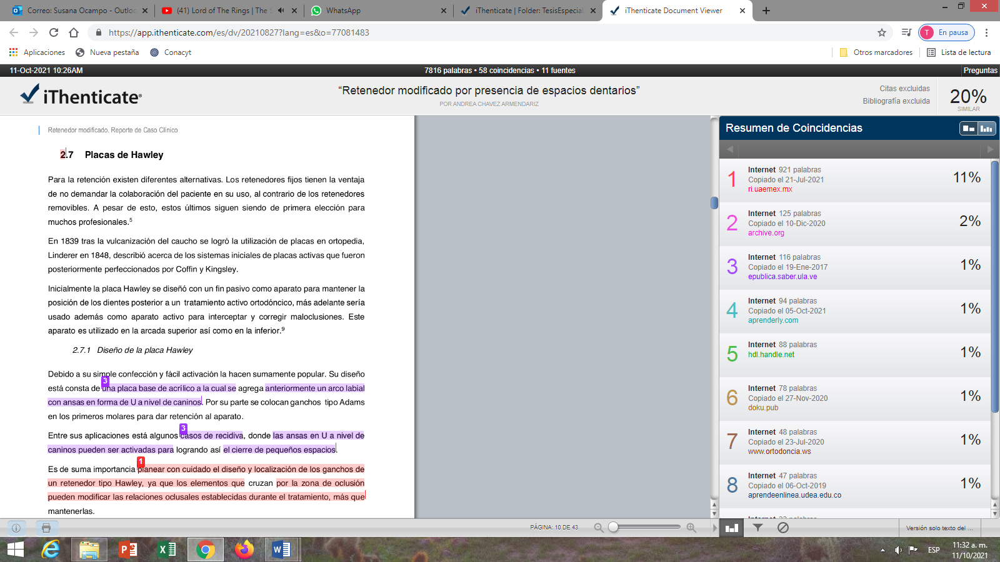 Correo: Susana Ocampo - Outloo
(41) Lord of The Rings | The S
WhatsApp
iThenticate | Folder: TesisEspecial
iThenticate Document Viewer
https://app.ithenticate.com/es/dv/20210827?lang=es&o=77081483
T En pausa
Aplicaciones
Nueva pestaña
Conacyt
Otros marcadores
Lista de lectura
11-Oct-2021 10:26AM
7816 palabras • 58 coincidencias • 11 fuentes
Preguntas
iThenticate®
“Retenedor modificado por presencia de espacios dentarios”
POR ANDREA CHAVEZ ARMENDARIZ
Citas excluidas
Bibliografía excluida
20%
SIMILAR
Retenedor modificado. Reporte de Caso Clínico
2.7 Placas de Hawley
Para la retención existen diferentes alternativas. Los retenedores fijos tienen la ventaja
de no demandar la colaboración del paciente en su uso, al contrario de los retenedores
removibles. A pesar de esto, estos últimos siguen siendo de primera elección para
muchos profesionales.5
En 1839 tras la vulcanización del caucho se logró la utilización de placas en ortopedia,
Linderer en 1848, describió acerca de los sistemas iniciales de placas activas que fueron
posteriormente perfeccionados por Coffin y Kingsley.
Inicialmente la placa Hawley se diseñó con un fin pasivo como aparato para mantener la
posición de los dientes posterior a un tratamiento activo ortodóncico, más adelante sería
usado además como aparato activo para interceptar y corregir maloclusiones. Este
aparato es utilizado en la arcada superior así como en la inferior.9
2.7.1 Diseño de la placa Hawley
Debido a su simple confección y fácil activación la hacen sumamente popular. Su diseño
3
está consta de una placa base de acrílico a la cual se agrega anteriormente un arco labial
con ansas en forma de U a nivel de caninos. Por su parte se colocan ganchos tipo Adams
en los primeros molares para dar retención al aparato.
3
Entre sus aplicaciones está algunos casos de recidiva, donde las ansas en U a nivel de
caninos pueden ser activadas para logrando así el cierre de pequeños espacios.
1
Es de suma importancia planear con cuidado el diseño y localización de los ganchos de
un retenedor tipo Hawley, ya que los elementos que cruzan por la zona de oclusión
pueden modificar las relaciones oclusales establecidas durante el tratamiento, más que
mantenerlas.
Resumen de Coincidencias
1 Internet 921 palabras 11%
Copiado el 21-Jul-2021
ri.uaemex.mx
2 Internet 125 palabras 2%
Copiado el 10-Dic-2020
archive.org
3 Internet 116 palabras 1%
Copiado el 19-Ene-2017
epublica.saber.ula.ve
4 Internet 94 palabras 1%
Copiado el 05-Oct-2021
aprenderly.com
5 Internet 88 palabras 1%
hdl.handle.net
6 Internet 78 palabras 1%
Copiado el 27-Nov-2020
doku.pub
7 Internet 48 palabras 1%
Copiado el 23-Jul-2020
www.ortodoncia.ws
8 Internet 47 palabras 1%
Copiado el 06-Oct-2019
aprendeenlinea.udea.edu.co
PÁGINA: 10 DE 43
Versión solo texto del ...
ESP
11:32 a. m.
11/10/2021